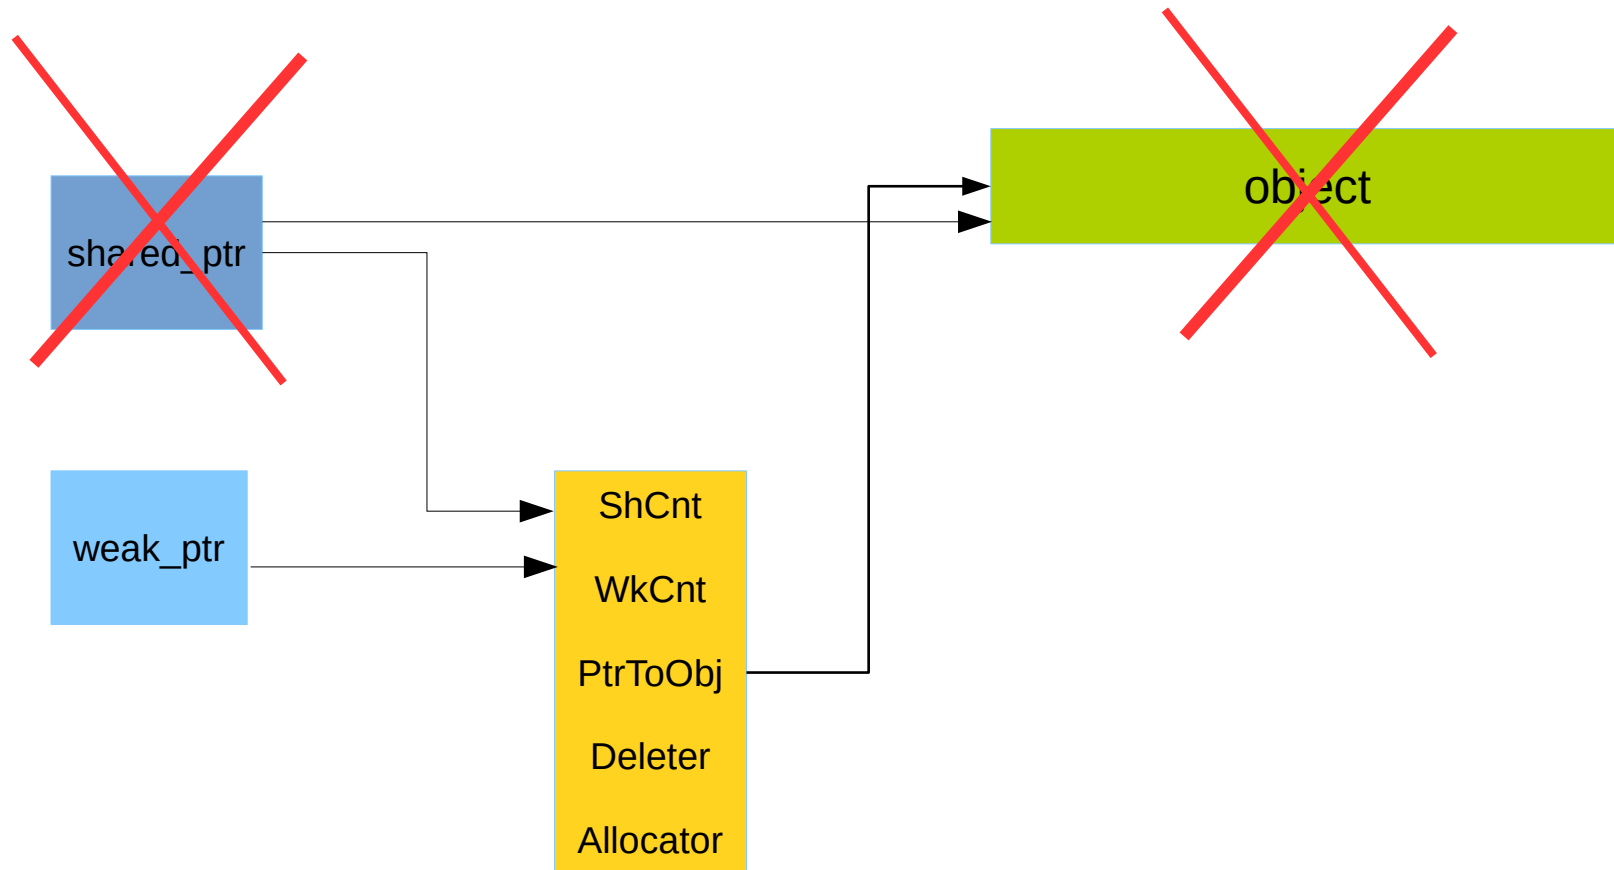 object
shared_ptr
weak_ptr
ShCnt
WkCnt
PtrToObj
Deleter
Allocator